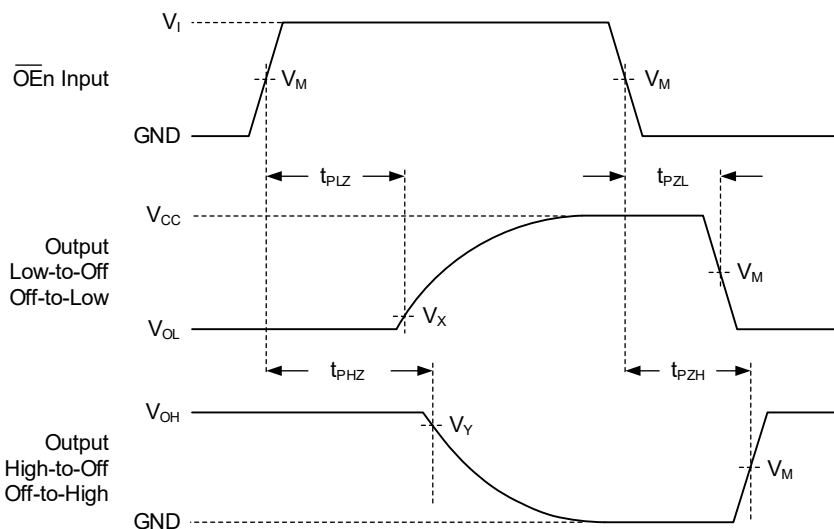 V_I
O̅E̅n Input
V_M
V_M
GND
t_PLZ
t_PZL
V_CC
Output
Low-to-Off
Off-to-Low
V_M
V_X
V_OL
t_PHZ
t_PZH
V_OH
V_Y
Output
High-to-Off
Off-to-High
V_M
GND